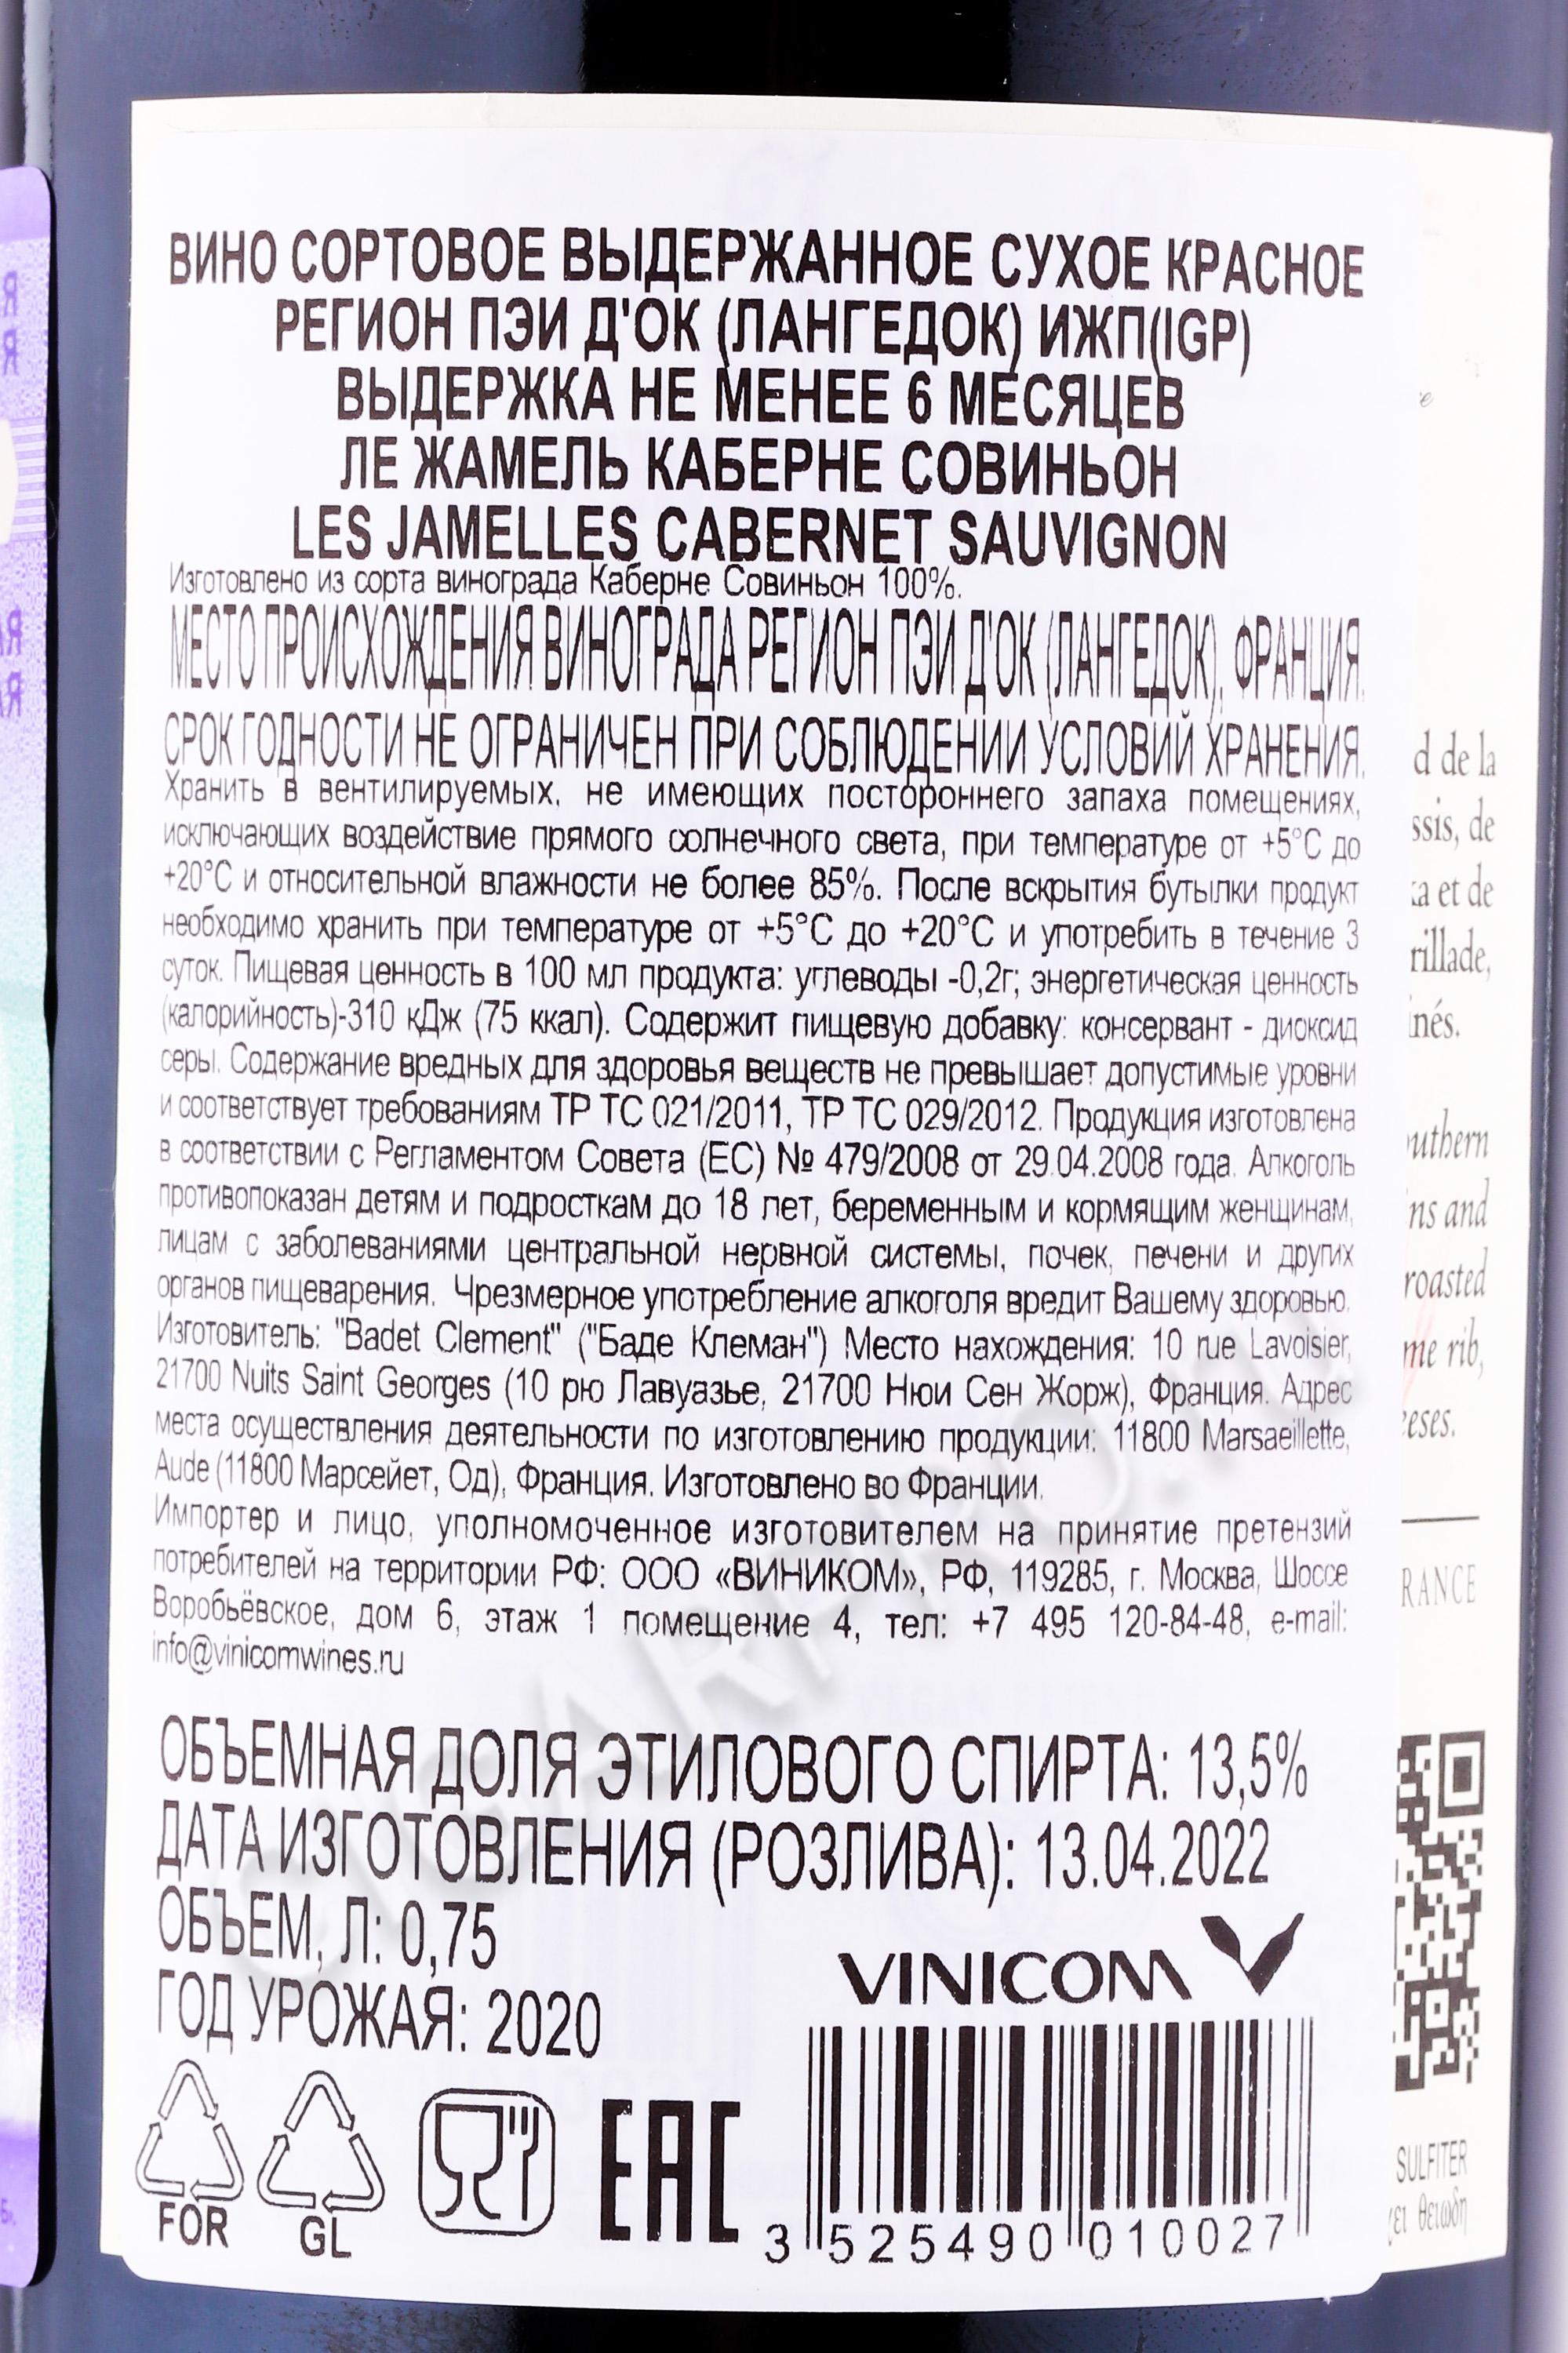 ВИНО СОРТОВОЕ ВЫДЕРЖАННОЕ СУХОЕ КРАСНОЕ
РЕГИОН ПЭИ Д'ОК (ЛАНГЕДОК) ИЖП(IGP)
ВЫДЕРЖКА НЕ МЕНЕЕ 6 МЕСЯЦЕВ
ЛЕ ЖАМЕЛЬ КАБЕРНЕ СОВИНЬОН
LES JAMELLES CABERNET SAUVIGNON
Изготовлено из сорта винограда Каберне Совиньон 100%.
МЕСТО ПРОИСХОЖДЕНИЯ ВИНОГРАДА РЕГИОН ПЭИ Д'ОК (ЛАНГЕДОК), ФРАНЦИЯ.
СРОК ГОДНОСТИ НЕ ОГРАНИЧЕН ПРИ СОБЛЮДЕНИИ УСЛОВИЙ ХРАНЕНИЯ.
Хранить в вентилируемых, не имеющих постороннего запаха помещениях,
исключающих воздействие прямого солнечного света, при температуре от +5°С до
+20°С и относительной влажности не более 85%. После вскрытия бутылки продукт
необходимо хранить при температуре от +5°С до +20°С и употребить в течение 3
суток. Пищевая ценность в 100 мл продукта: углеводы -0,2г; энергетическая ценность
(калорийность)-310 кДж (75 ккал). Содержит пищевую добавку: консервант - диоксид
серы. Содержание вредных для здоровья веществ не превышает допустимые уровни
и соответствует требованиям ТР ТС 021/2011, ТР ТС 029/2012. Продукция изготовлена
в соответствии с Регламентом Совета (ЕС) № 479/2008 от 29.04.2008 года. Алкоголь
противопоказан детям и подросткам до 18 лет, беременным и кормящим женщинам,
лицам с заболеваниями центральной нервной системы, почек, печени и других
органов пищеварения. Чрезмерное употребление алкоголя вредит Вашему здоровью.
Изготовитель: "Badet Clement" ("Баде Клеман") Место нахождения: 10 rue Lavoisier,
21700 Nuits Saint Georges (10 рю Лавуазье, 21700 Нюи Сен Жорж), Франция. Адрес
места осуществления деятельности по изготовлению продукции: 11800 Marsaeillette,
Aude (11800 Марсейет, Од), Франция. Изготовлено во Франции.
Импортер и лицо, уполномоченное изготовителем на принятие претензий
потребителей на территории РФ: ООО «ВИНИКОМ», РФ, 119285, г. Москва, Шоссе
Воробьёвское, дом 6, этаж 1 помещение 4, тел: +7 495 120-84-48, e-mail:
info@vinicomwines.ru
ОБЪЕМНАЯ ДОЛЯ ЭТИЛОВОГО СПИРТА: 13,5%
ДАТА ИЗГОТОВЛЕНИЯ (РОЗЛИВА): 13.04.2022
ОБЪЕМ, Л: 0,75
ГОД УРОЖАЯ: 2020
VINICOM
FOR
GL
ЕАС
3 525490 010027
d de la
ssis, de
a et de
rillade,
inés.
uthern
ns and
roasted
me rib,
eses.
RANCE
SULFITER
ει θειωδη
CIGARPRO.RU